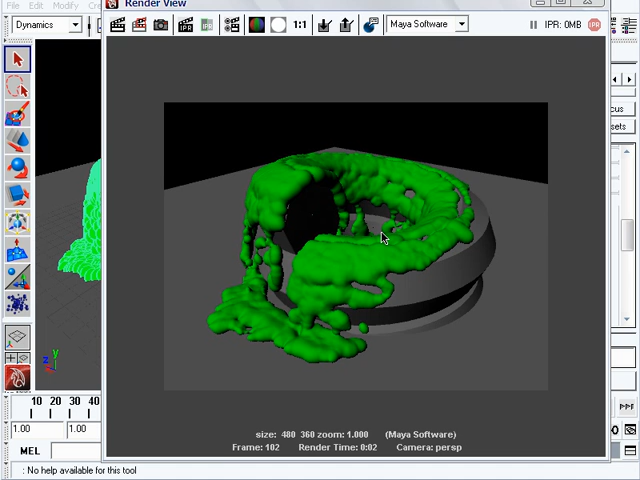 File Edit Modify
Render View
Dynamics
1:1
Maya Software
IPR: 0MB
IPR
sets
y
z
size: 480 360 zoom: 1.000 (Maya Software)
Frame: 102 Render Time: 0:02 Camera: persp
10 20 30 40
1.00 1.00
MEL
: No help available for this tool